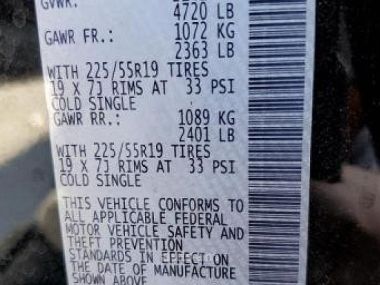 GVWR:
4720 LB
GAWR FR.: 1072 KG
2363 LB
WITH 225/55R19 TIRES
19 X 7J RIMS AT 33 PSI
COLD SINGLE
GAWR RR.: 1089 KG
2401 LB
WITH 225/55R19 TIRES
19 X 7J RIMS AT 33 PSI
COLD SINGLE
THIS VEHICLE CONFORMS TO
ALL APPLICABLE FEDERAL
MOTOR VEHICLE SAFETY AND
THEFT PREVENTION
STANDARDS IN EFFECT ON
THE DATE OF MANUFACTURE
SHOWN ABOVE